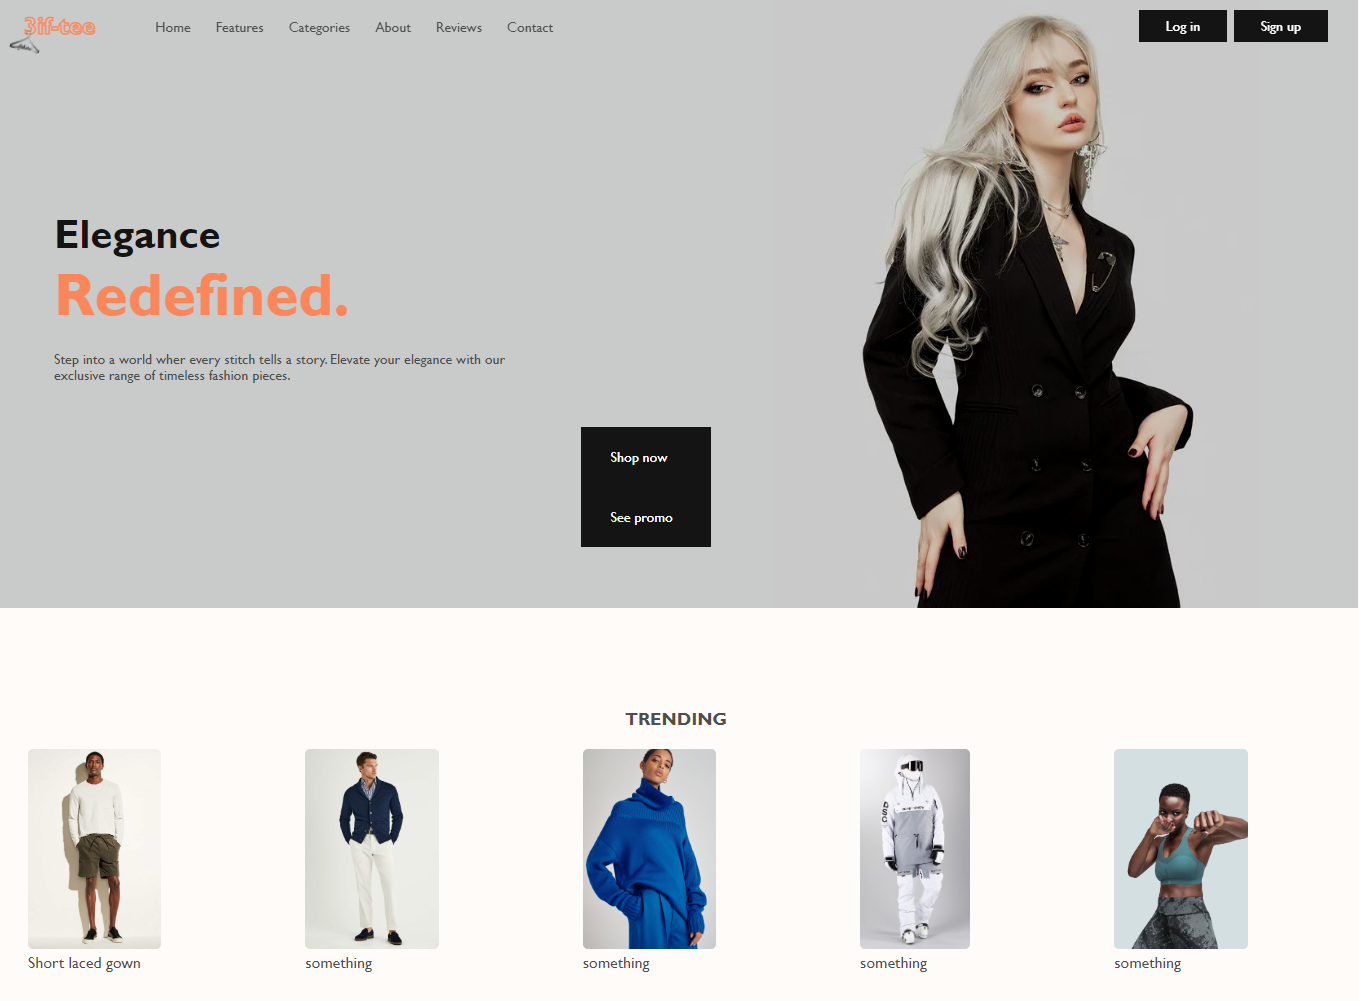 3if-tee
Home Features Categories About Reviews Contact
Log in Sign up
Elegance
Redefined.
Step into a world wher every stitch tells a story. Elevate your elegance with our
exclusive range of timeless fashion pieces.
Shop now
See promo
TRENDING
Short laced gown
something
something
something
something